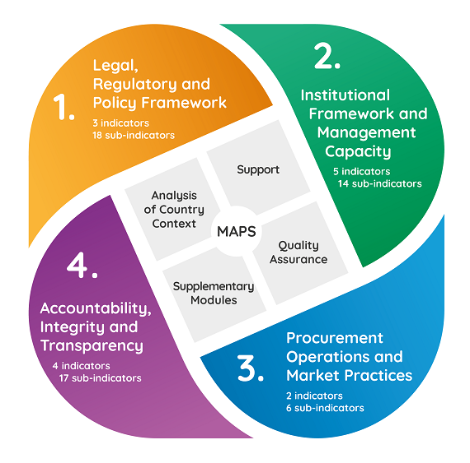 1.
Legal,
Regulatory and
Policy Framework
3 indicators
18 sub-indicators
2.
Institutional
Framework and
Management
Capacity
5 indicators
14 sub-indicators
Support
Analysis
of Country
Context
MAPS
Quality
Assurance
Supplementary
Modules
4.
Accountability,
Integrity and
Transparency
4 indicators
17 sub-indicators
3.
Procurement
Operations and
Market Practices
2 indicators
6 sub-indicators